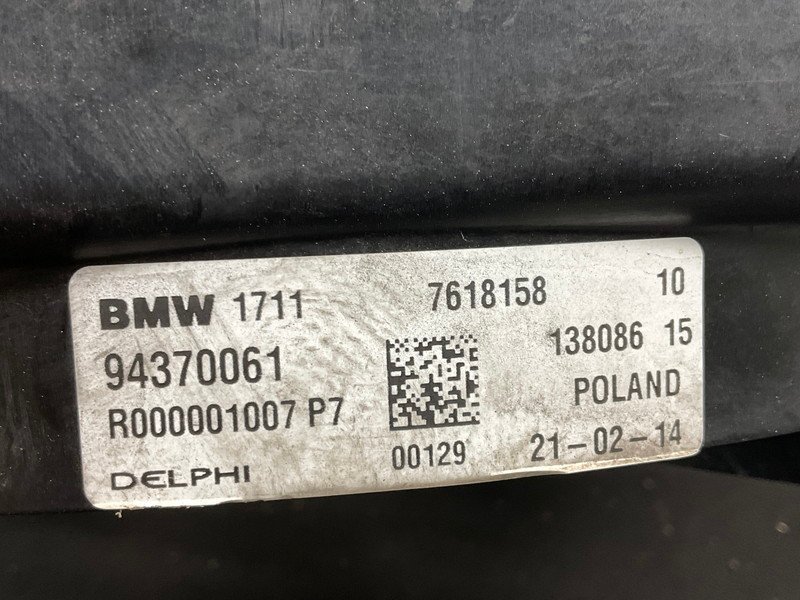 BMW 1711 7618158 10
94370061 138086 15
R000001007 P7 POLAND
DELPHI 00129 21-02-14